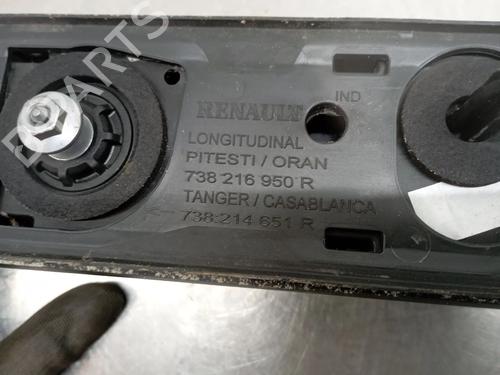 RENAULT
IND
LONGITUDINAL
PITESTI / ORAN
738 216 950 R
TANGER / CASABLANCA
738 214 651 R